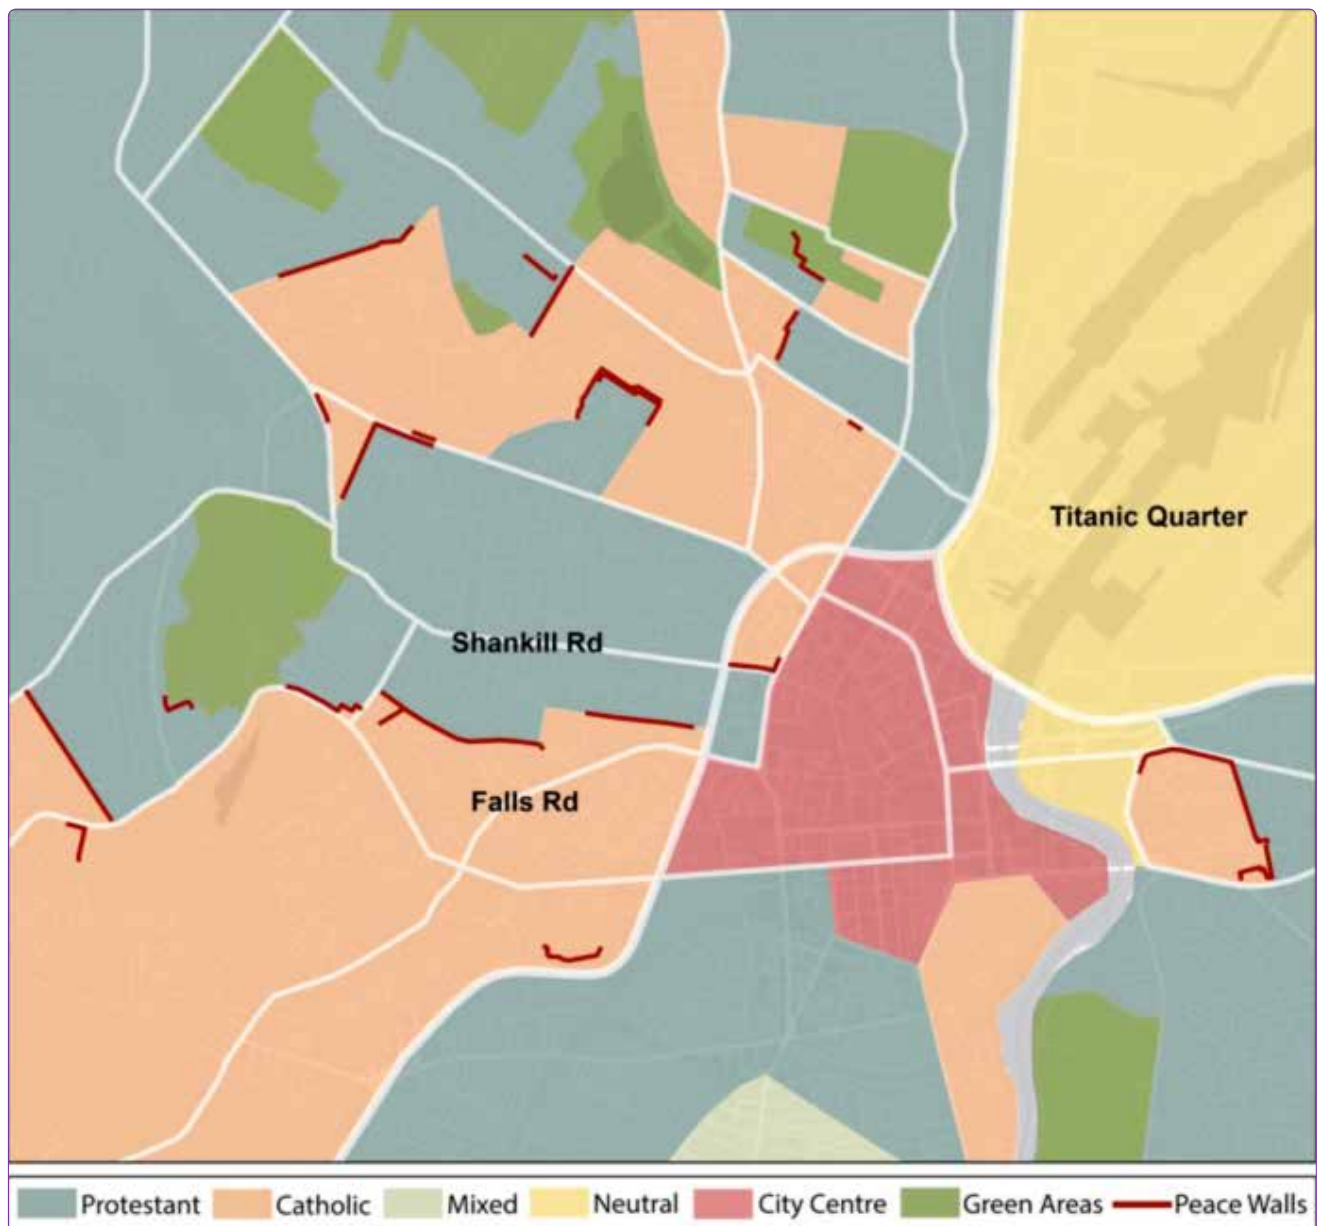 Titanic Quarter
Shankill Rd
Falls Rd
Protestant Catholic Mixed Neutral City Centre Green Areas Peace Walls